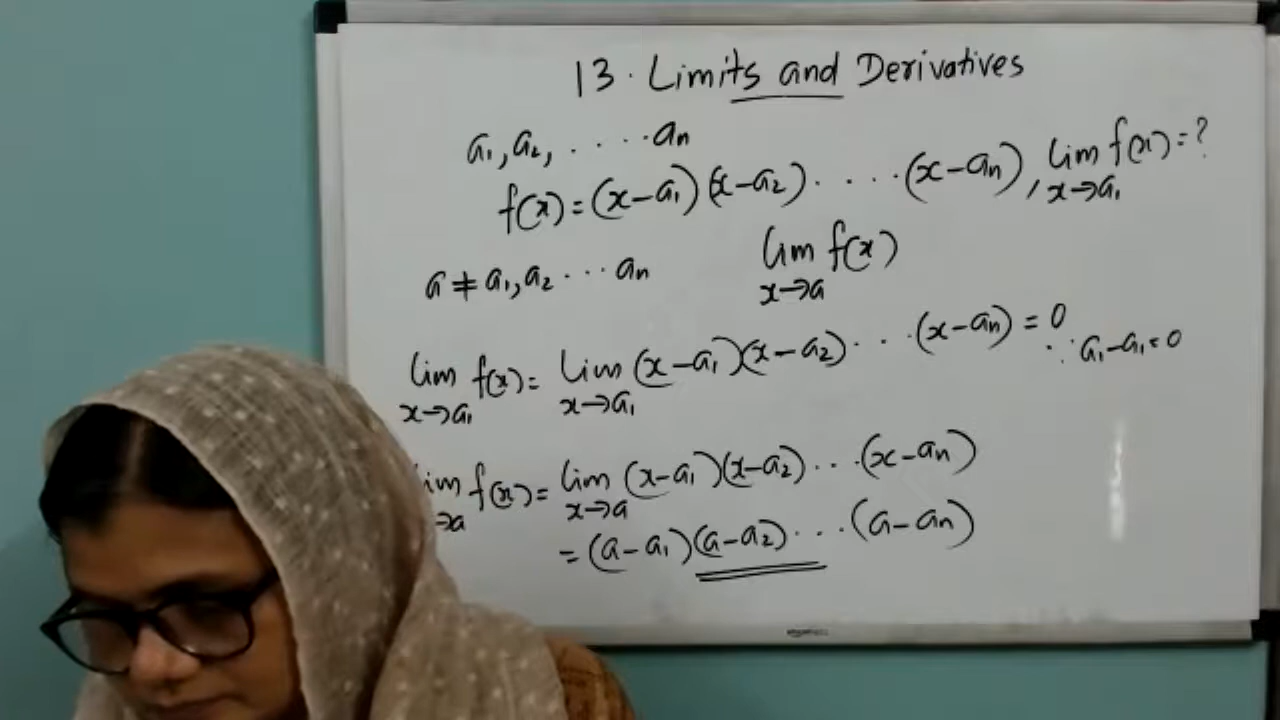 13. Limits and Derivatives
a₁, a₂, ..... aₙ
f(x) = (x-a₁)(x-a₂). . . . .(x-aₙ), lim x→a₁ f(x) = ?
a ≠ a₁, a₂ ... aₙ lim x→a f(x)
lim x→a₁ f(x) = lim x→a₁ (x-a₁)(x-a₂). . .(x-aₙ) = 0
∵ a₁-a₁=0
im →a f(x) = lim x→a (x-a₁)(x-a₂)...(x-aₙ)
= (a-a₁)(a-a₂)...(a-aₙ)